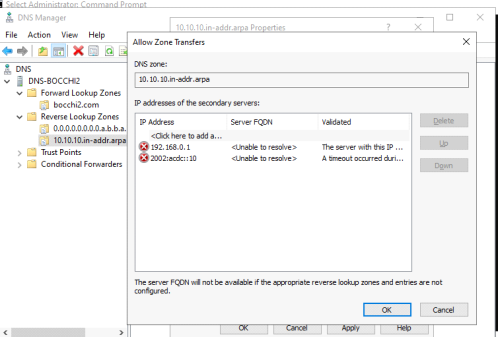 Select Administrator: Command Prompt
DNS Manager
File Action View Help
DNS
DNS-BOCCHI2
Forward Lookup Zones
bocchi2.com
Reverse Lookup Zones
0.0.0.0.0.0.0.a.b.b.a.
10.10.10.in-addr.arpa
Trust Points
Conditional Forwarders
10.10.10.in-addr.arpa Properties
Allow Zone Transfers
DNS zone:
10.10.10.in-addr.arpa
IP addresses of the secondary servers:
IP Address Server FQDN Validated
<Click here to add a...
192.168.0.1 <Unable to resolve> The server with this IP ...
2002:acdc::10 <Unable to resolve> A timeout occurred duri...
Delete
Up
Down
The server FQDN will not be available if the appropriate reverse lookup zones and entries are not
configured.
OK Cancel
OK Cancel Apply Help